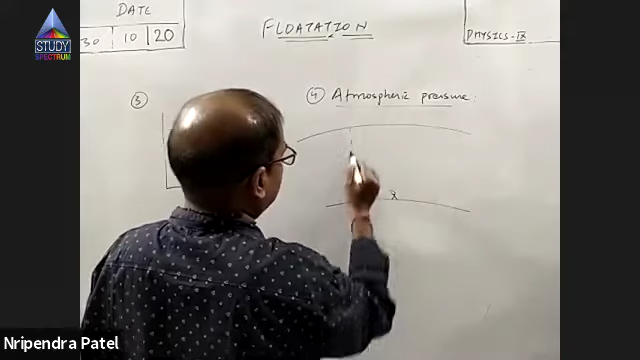 DATE
30 10 20
FLOATATION
PHYSICS-IX
STUDY
SPECTRUM
③
④ Atmospheric pressure:
x
Nripendra Patel